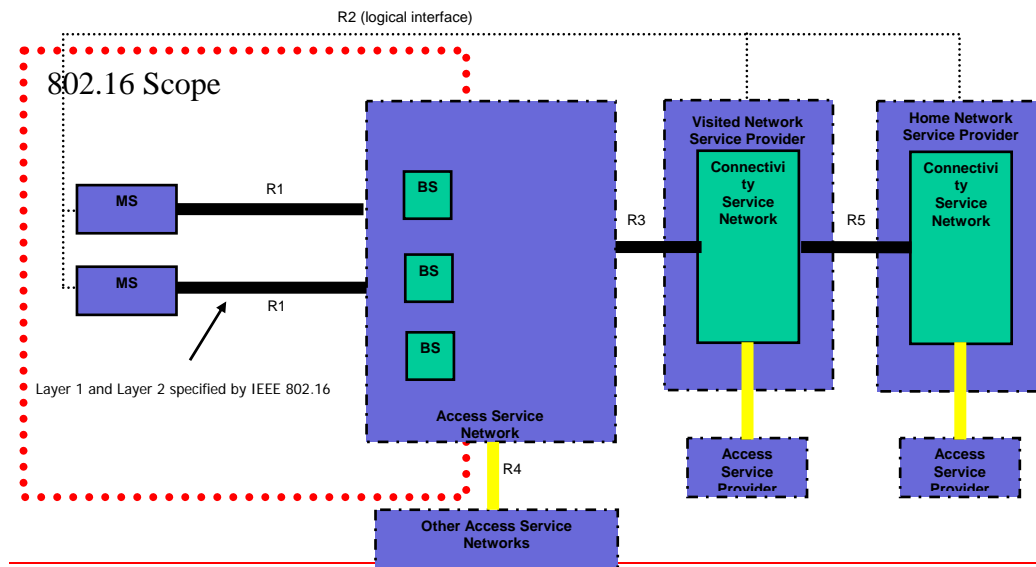 R2 (logical interface)
802.16 Scope
Visited Network
Service Provider
Home Network
Service Provider
Connectivi
ty
Service
Network
Connectivi
ty
Service
Network
MS
R1
BS
R3
R5
MS
R1
BS
BS
Layer 1 and Layer 2 specified by IEEE 802.16
Access Service
Network
R4
Access
Service
Provider
Access
Service
Provider
Other Access Service
Networks